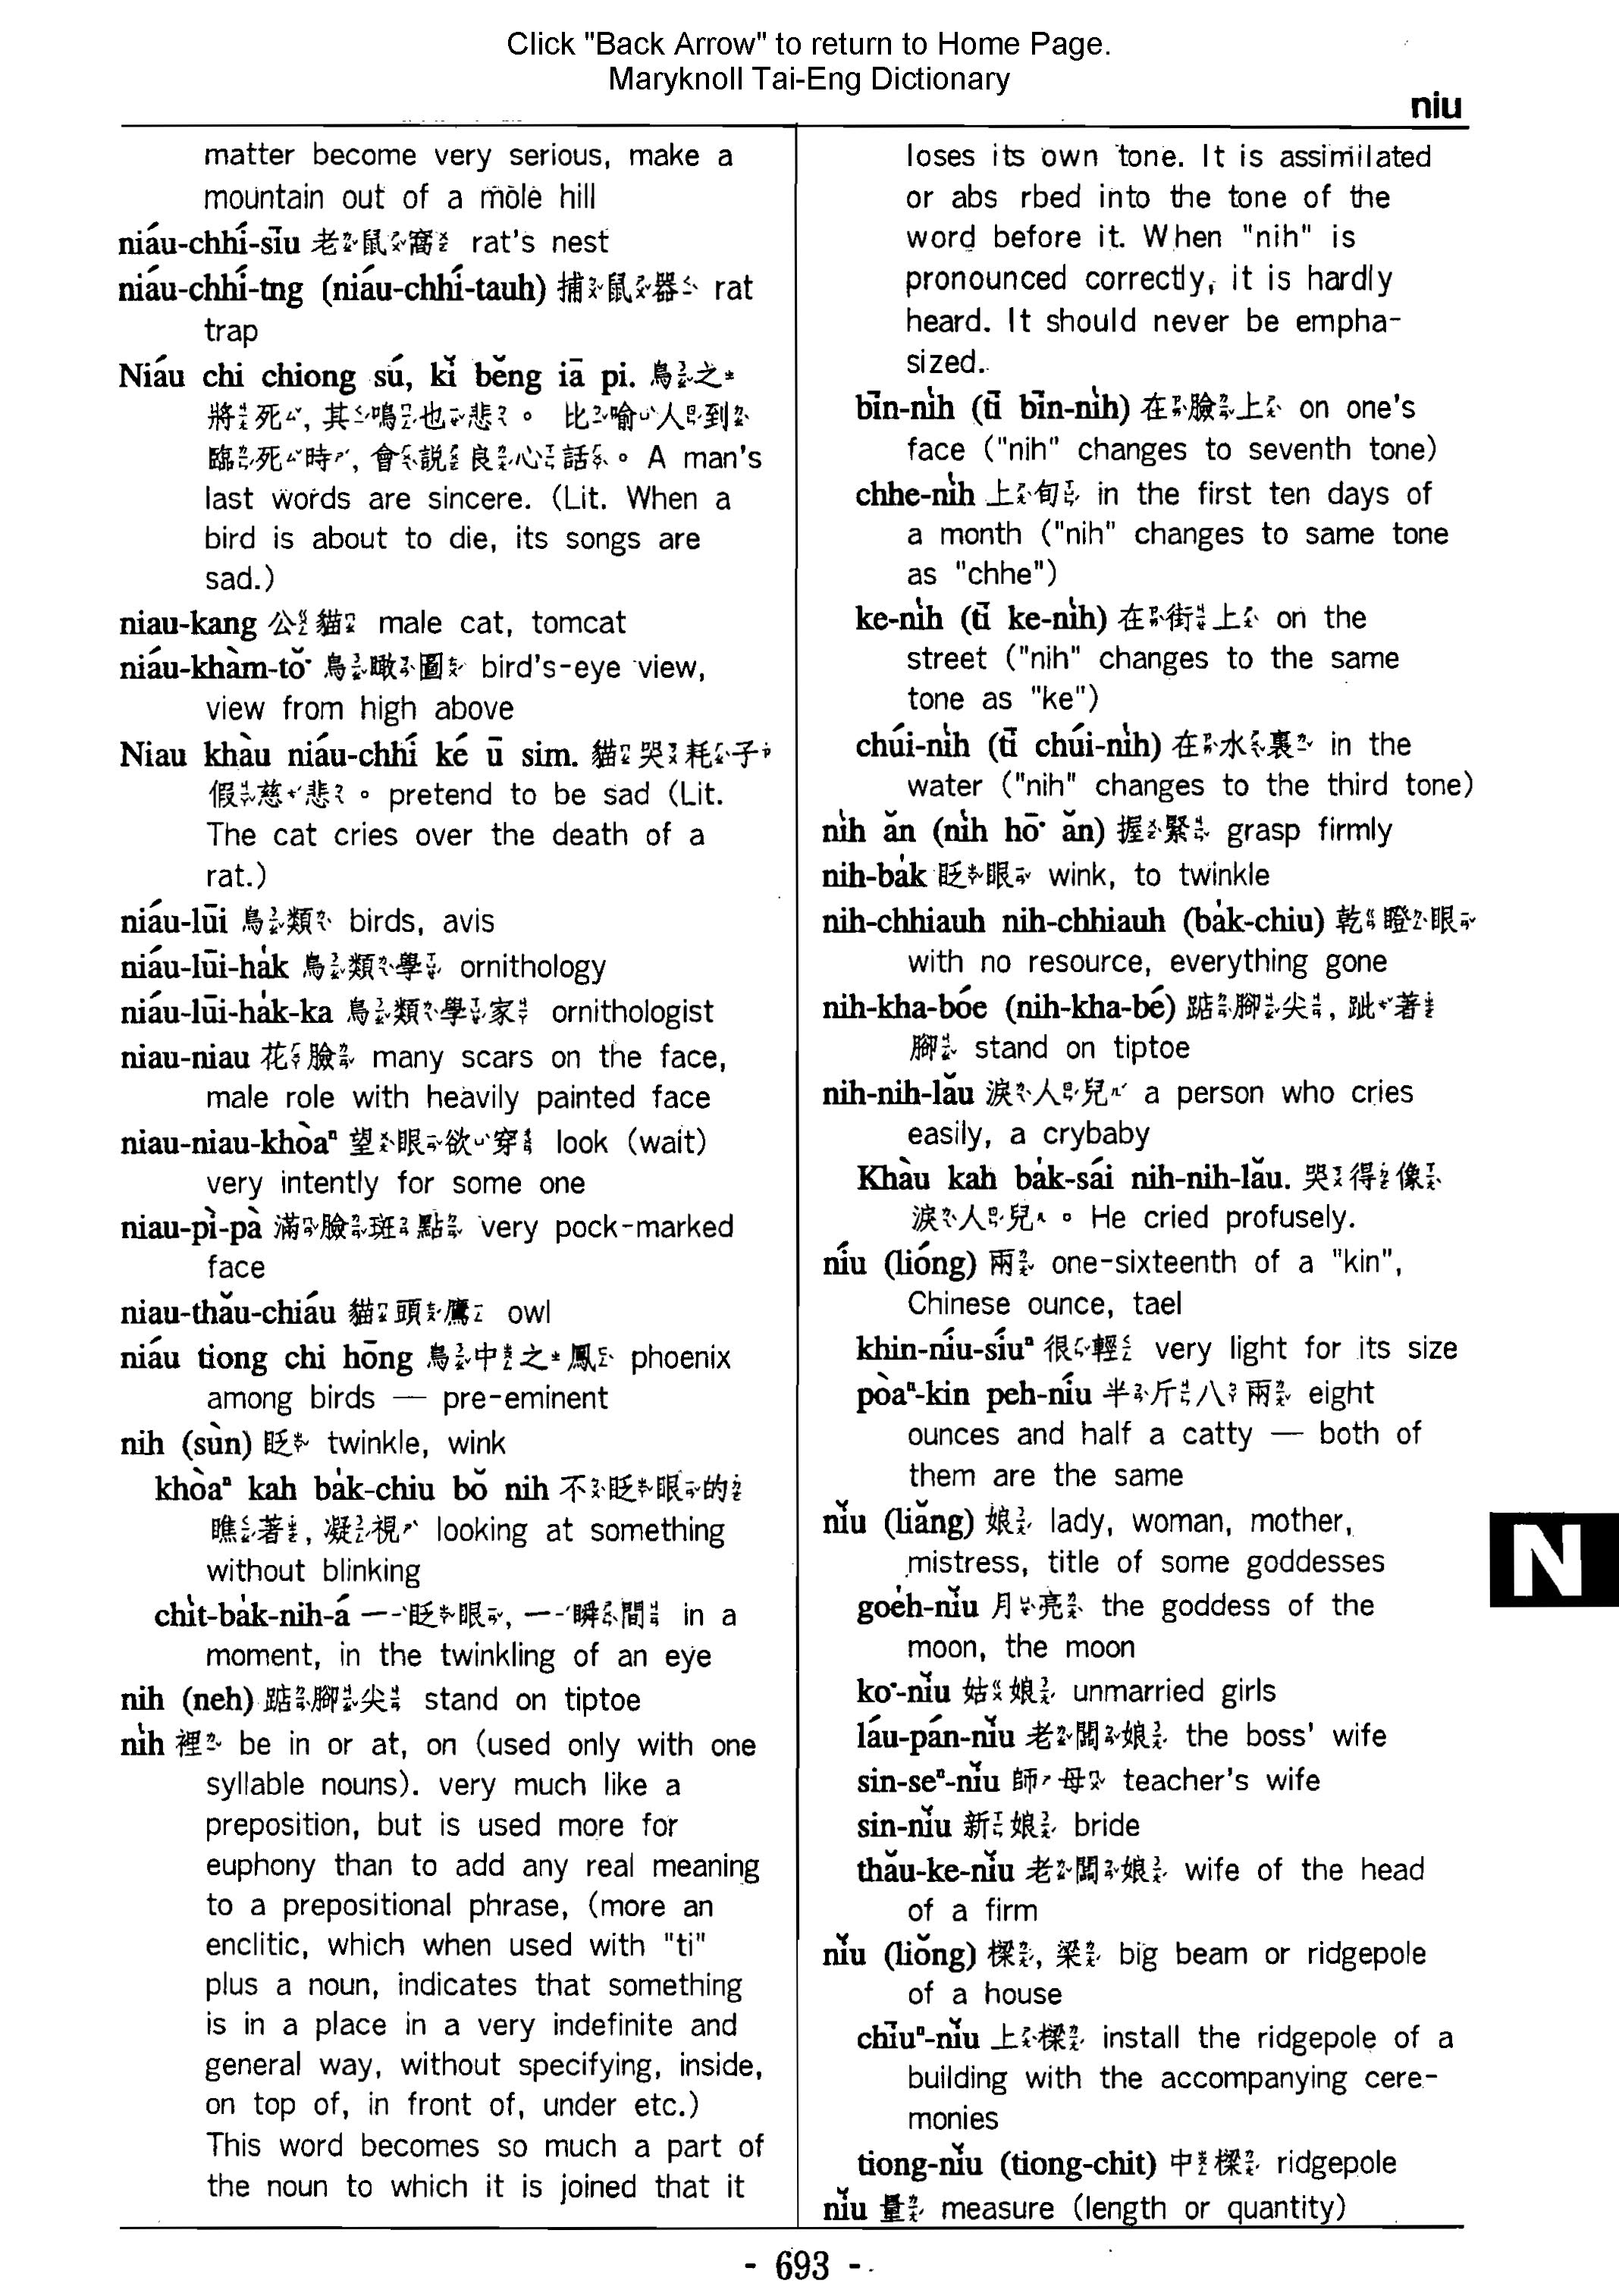 Click "Back Arrow" to return to Home Page.
Maryknoll Tai-Eng Dictionary
niu
matter become very serious, make a
mountain out of a mole hill
niáu-chhí-sīu 老鼠窩 rat's nest
niáu-chhí-tng (niáu-chhí-tauh) 捕鼠器 rat
trap
Niáu chi chiong sú, kî bêng iā pi. 鳥之
將死, 其鳴也悲。 比喻人到
臨死時, 會說良心話。 A man's
last words are sincere. (Lit. When a
bird is about to die, its songs are
sad.)
niau-kang 公貓 male cat, tomcat
niáu-khàm-tǒ͘ 鳥瞰圖 bird's-eye view,
view from high above
Niau khàu niáu-chhí ké ū sim. 貓哭耗子
假慈悲。 pretend to be sad (Lit.
The cat cries over the death of a
rat.)
niáu-lūi 鳥類 birds, avis
niáu-lūi-ha̍k 鳥類學 ornithology
niáu-lūi-ha̍k-ka 鳥類學家 ornithologist
niau-niau 花臉 many scars on the face,
male role with heavily painted face
niau-niau-khòaⁿ 望眼欲穿 look (wait)
very intently for some one
niau-pì-pà 滿臉斑點 very pock-marked
face
niau-thǎu-chiáu 貓頭鷹 owl
niáu tiong chi hōng 鳥中之鳳 phoenix
among birds — pre-eminent
nih (sùn) 眨 twinkle, wink
khòaⁿ kah ba̍k-chiu bǒ nih 不眨眼的
瞧著, 凝視 looking at something
without blinking
chi̍t-ba̍k-nih-á 一眨眼, 一瞬間 in a
moment, in the twinkling of an eye
nih (neh) 踮腳尖 stand on tiptoe
ni̍h 裡 be in or at, on (used only with one
syllable nouns). very much like a
preposition, but is used more for
euphony than to add any real meaning
to a prepositional phrase, (more an
enclitic, which when used with "ti"
plus a noun, indicates that something
is in a place in a very indefinite and
general way, without specifying, inside,
on top of, in front of, under etc.)
This word becomes so much a part of
the noun to which it is joined that it
loses its own tone. It is assimilated
or abs rbed into the tone of the
word before it. When "nih" is
pronounced correctly, it is hardly
heard. It should never be empha-
sized.
bīn-ni̍h (tī bīn-ni̍h) 在臉上 on one's
face ("nih" changes to seventh tone)
chhe-ni̍h 上旬 in the first ten days of
a month ("nih" changes to same tone
as "chhe")
ke-ni̍h (tī ke-ni̍h) 在街上 on the
street ("nih" changes to the same
tone as "ke")
chúi-ni̍h (tī chúi-ni̍h) 在水裏 in the
water ("nih" changes to the third tone)
ni̍h ǎn (ni̍h hō͘ ǎn) 握緊 grasp firmly
nih-ba̍k 眨眼 wink, to twinkle
nih-chhiauh nih-chhiauh (ba̍k-chiu) 乾瞪眼
with no resource, everything gone
nih-kha-bóe (nih-kha-bé) 踮腳尖, 跐著
腳 stand on tiptoe
nih-nih-lǎu 淚人兒 a person who cries
easily, a crybaby
Khàu kah ba̍k-sái nih-nih-lǎu. 哭得像
淚人兒。 He cried profusely.
níu (lióng) 兩 one-sixteenth of a "kin",
Chinese ounce, tael
khin-níu-síuⁿ 很輕 very light for its size
pòaⁿ-kin peh-níu 半斤八兩 eight
ounces and half a catty — both of
them are the same
nǐu (liǎng) 娘 lady, woman, mother,
mistress, title of some goddesses
goe̍h-nǐu 月亮 the goddess of the
moon, the moon
ko͘-nǐu 姑娘 unmarried girls
láu-pán-nǐu 老闆娘 the boss' wife
sin-seⁿ-nǐu 師母 teacher's wife
sin-nǐu 新娘 bride
thǎu-ke-nǐu 老闆娘 wife of the head
of a firm
nǐu (liǒng) 樑, 梁 big beam or ridgepole
of a house
chīuⁿ-nǐu 上樑 install the ridgepole of a
building with the accompanying cere-
monies
tiong-nǐu (tiong-chit) 中樑 ridgepole
nǐu 量 measure (length or quantity)
N
- 693 -